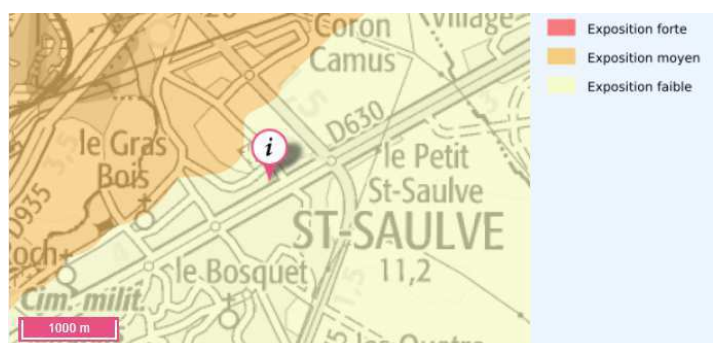 Coron
Camus
Village
D630
i
le Gras
Bois
le Petit
St-Saulve
D935
ST-SAULVE
och
le Bosquet
11,2
Cim. milit.
1000 m
Exposition forte
Exposition moyen
Exposition faible